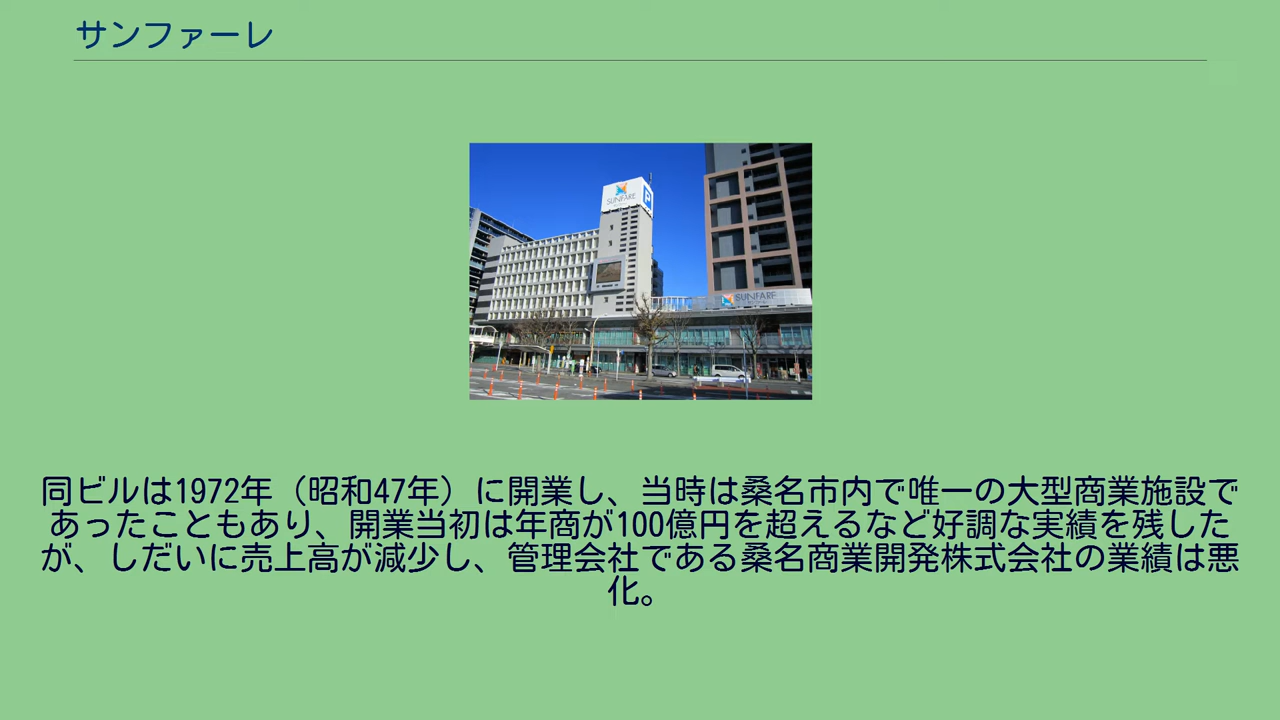 サンファーレ
SUNFARE
P
SUNFARE
同ビルは1972年（昭和47年）に開業し、当時は桑名市内で唯一の大型商業施設で
あったこともあり、開業当初は年商が100億円を超えるなど好調な実績を残した
が、しだいに売上高が減少し、管理会社である桑名商業開発株式会社の業績は悪
化。